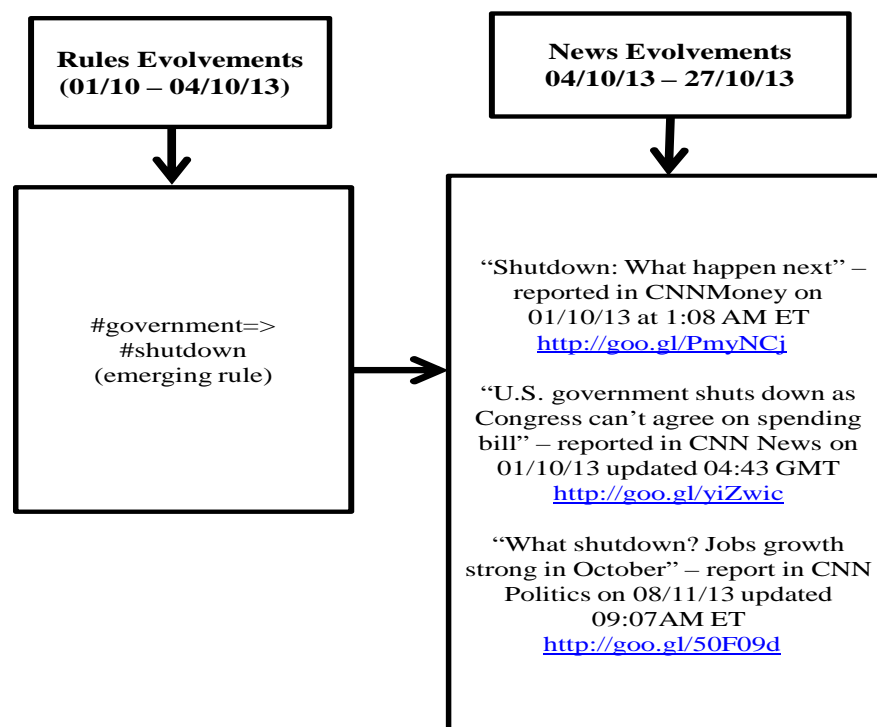 Rules Evolvements
(01/10 – 04/10/13)
#government=>
#shutdown
(emerging rule)
News Evolvements
04/10/13 – 27/10/13
“Shutdown: What happen next” –
reported in CNNMoney on
01/10/13 at 1:08 AM ET
http://goo.gl/PmyNCj
“U.S. government shuts down as
Congress can’t agree on spending
bill” – reported in CNN News on
01/10/13 updated 04:43 GMT
http://goo.gl/yiZwic
“What shutdown? Jobs growth
strong in October” – report in CNN
Politics on 08/11/13 updated
09:07AM ET
http://goo.gl/50F09d